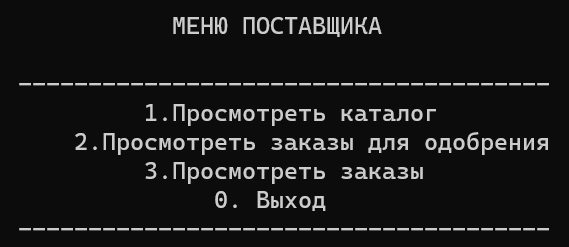 МЕНЮ ПОСТАВЩИКА
--------------------------------------
1.Просмотреть каталог
2.Просмотреть заказы для одобрения
3.Просмотреть заказы
0. Выход
--------------------------------------